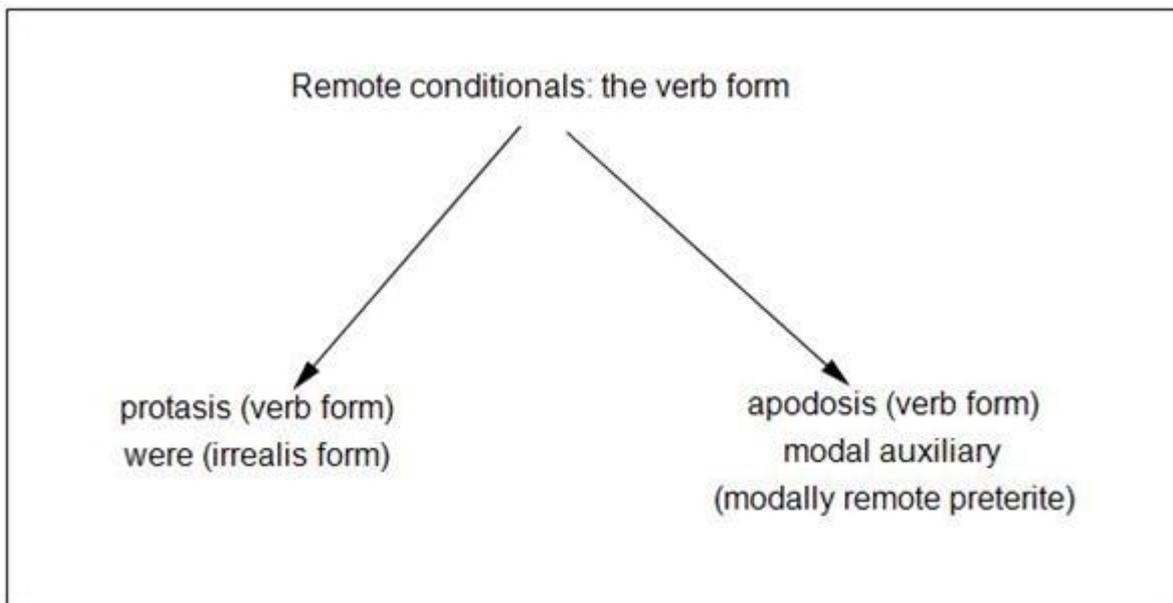 Remote conditionals: the verb form
protasis (verb form)
were (irrealis form)
apodosis (verb form)
modal auxiliary
(modally remote preterite)